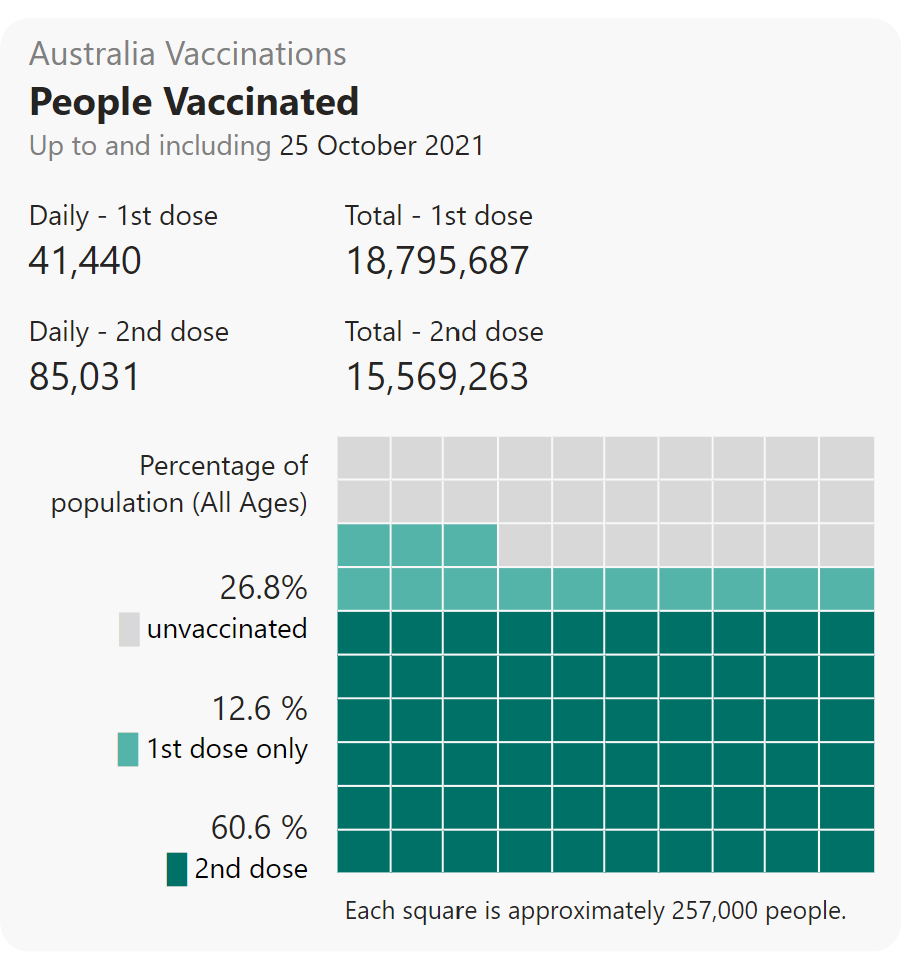 Australia Vaccinations
People Vaccinated
Up to and including 25 October 2021
Daily - 1st dose
41,440
Total - 1st dose
18,795,687
Daily - 2nd dose
85,031
Total - 2nd dose
15,569,263
Percentage of
population (All Ages)
26.8%
unvaccinated
12.6 %
1st dose only
60.6 %
2nd dose
Each square is approximately 257,000 people.